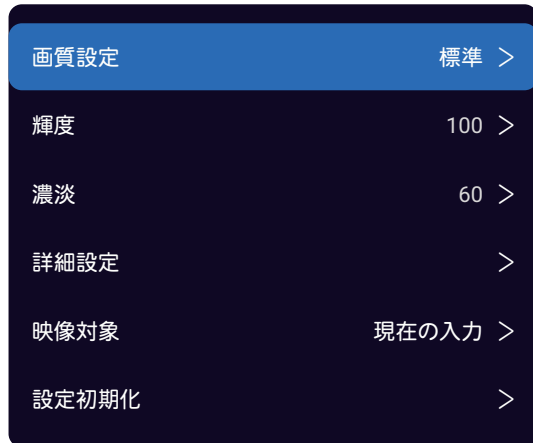 画質設定 標準 >
輝度 100 >
濃淡 60 >
詳細設定 >
映像対象 現在の入力 >
設定初期化 >